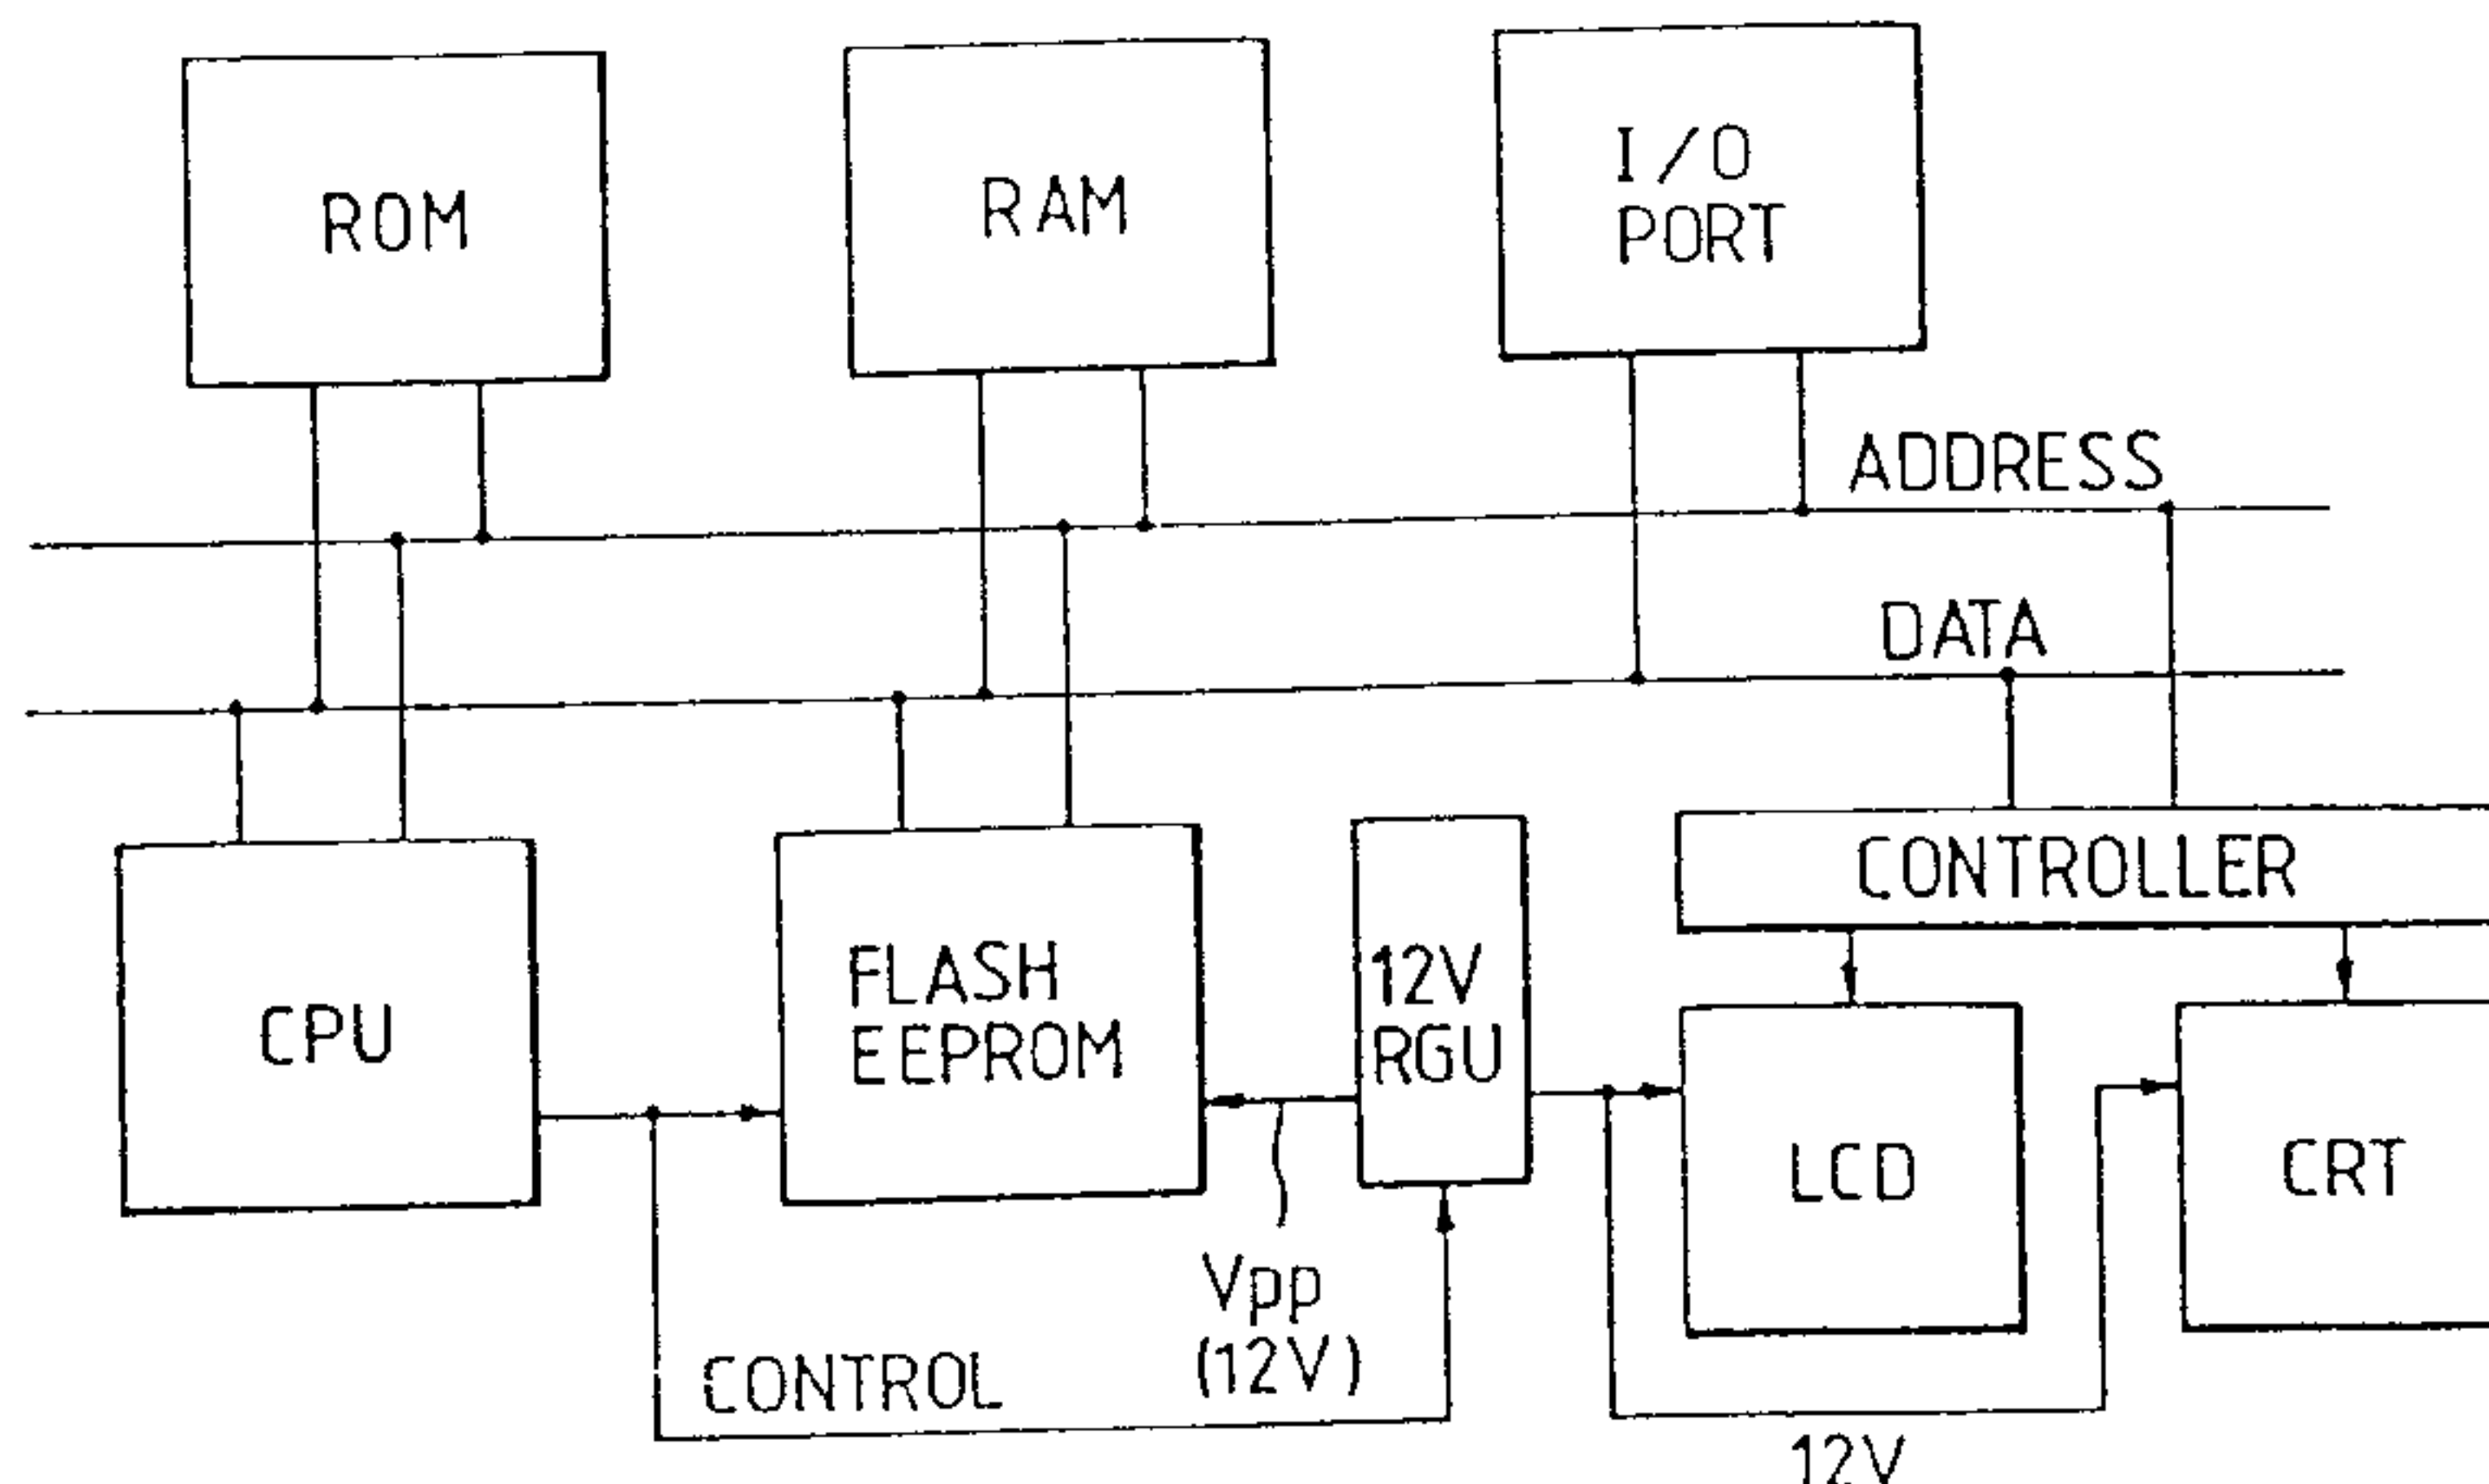 ROM
RAM
I/O
PORT
ADDRESS
DATA
CPU
FLASH
EEPROM
12V
RGU
CONTROLLER
LCD
CRT
Vpp
(12V)
CONTROL
12V